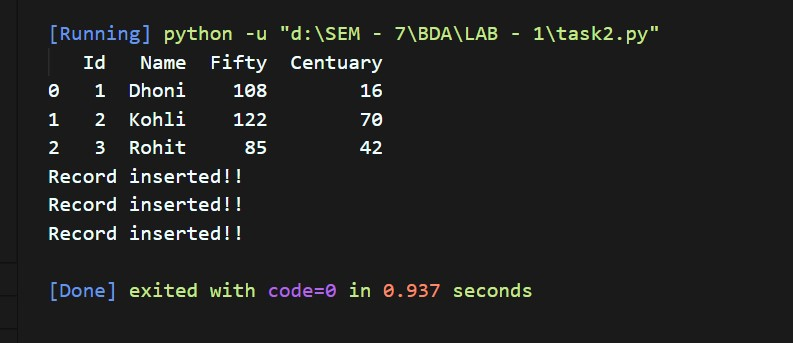 [Running] python -u "d:\SEM - 7\BDA\LAB - 1\task2.py"
Id Name Fifty Centuary
0 1 Dhoni 108 16
1 2 Kohli 122 70
2 3 Rohit 85 42
Record inserted!!
Record inserted!!
Record inserted!!
[Done] exited with code=0 in 0.937 seconds